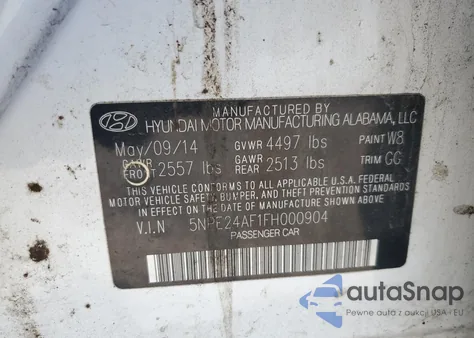 MANUFACTURED BY
HYUNDAI MOTOR MANUFACTURING ALABAMA, LLC
May/09/14 GVWR 4497 lbs PAINT W8
GAWR FRO T 2557 lbs GAWR REAR 2513 lbs TRIM GG
THIS VEHICLE CONFORMS TO ALL APPLICABLE U.S.A. FEDERAL
MOTOR VEHICLE SAFETY, BUMPER, AND THEFT PREVENTION STANDARDS IN EFFECT ON THE DATE OF MANUFACTURE SHOWN ABOVE.
V.I.N 5NPE24AF1FH000904
PASSENGER CAR
autaSnap
Pewne auta z aukcji USA i EU